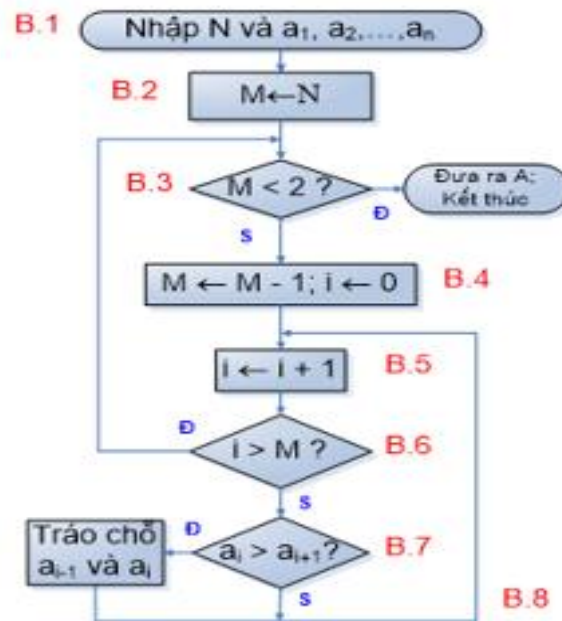 B.1
Nhập N và a1, a2,...,an
B.2
M←N
B.3
M < 2 ?
Đưa ra A;
Kết thúc
Đ
S
M ← M - 1; i ← 0
B.4
i ← i + 1
B.5
Đ
i > M ?
B.6
S
Tráo chỗ
ai-1 và ai
Đ
ai > ai+1?
B.7
S
B.8